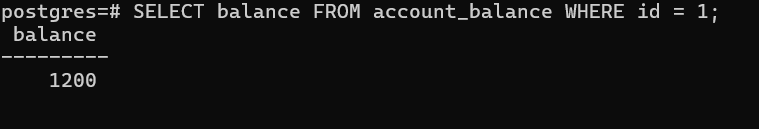 postgres=# SELECT balance FROM account_balance WHERE id = 1;
 balance
---------
    1200